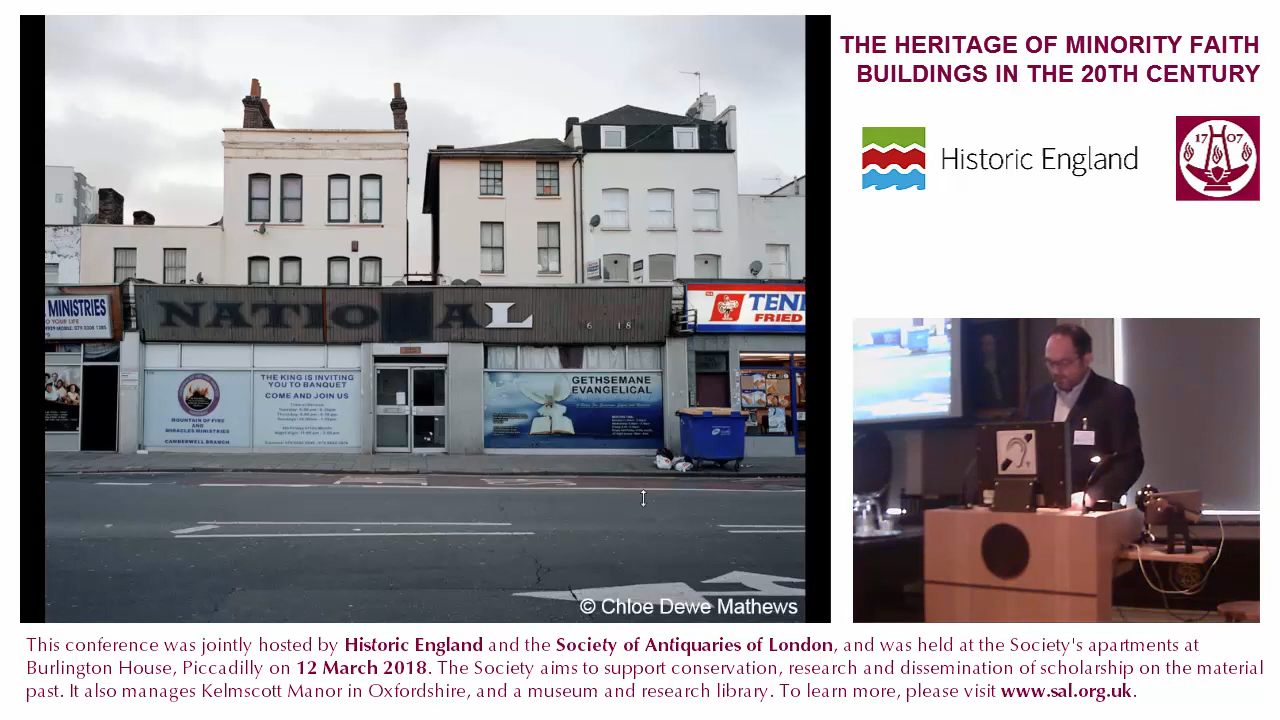 THE HERITAGE OF MINORITY FAITH
BUILDINGS IN THE 20TH CENTURY
Historic England
17 07
MINISTRIES
NATIONAL
6 18
TEN
FRIED
THE KING IS INVITING
YOU TO BANQUET
COME AND JOIN US
MOUNTAIN OF FIRE
AND
MIRACLES MINISTRIES
CAMBERWELL BRANCH
GETHSEMANE
EVANGELICAL
© Chloe Dewe Mathews
This conference was jointly hosted by Historic England and the Society of Antiquaries of London, and was held at the Society's apartments at
Burlington House, Piccadilly on 12 March 2018. The Society aims to support conservation, research and dissemination of scholarship on the material
past. It also manages Kelmscott Manor in Oxfordshire, and a museum and research library. To learn more, please visit www.sal.org.uk.